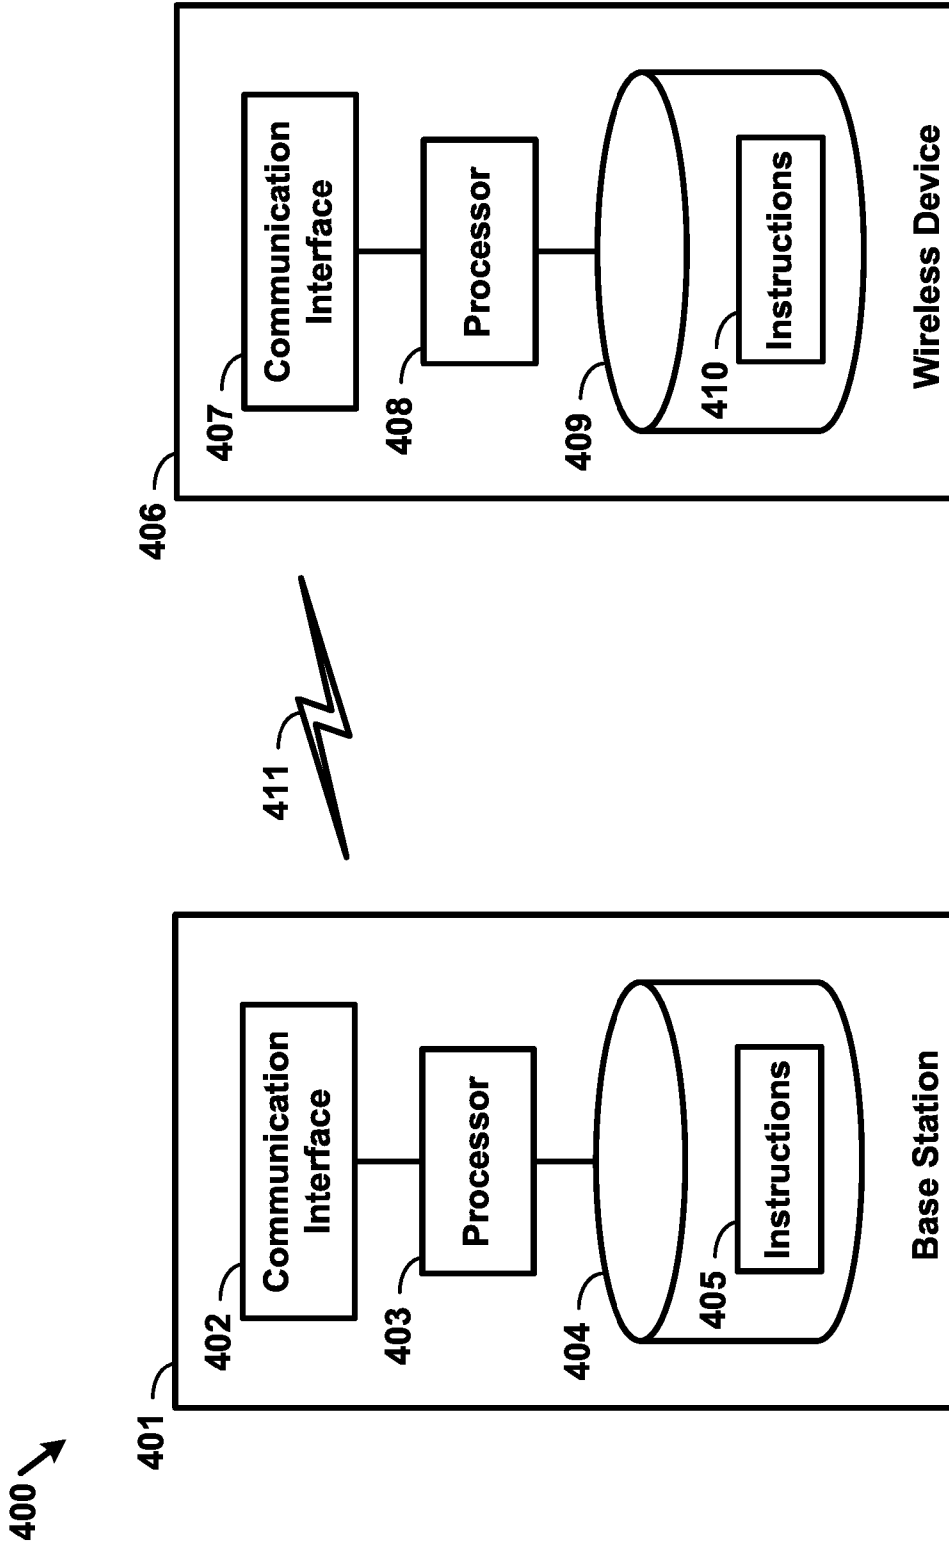 400
401
402
Communication
Interface
403
Processor
404
405
Instructions
Base Station
411
406
407
Communication
Interface
408
Processor
409
410
Instructions
Wireless Device